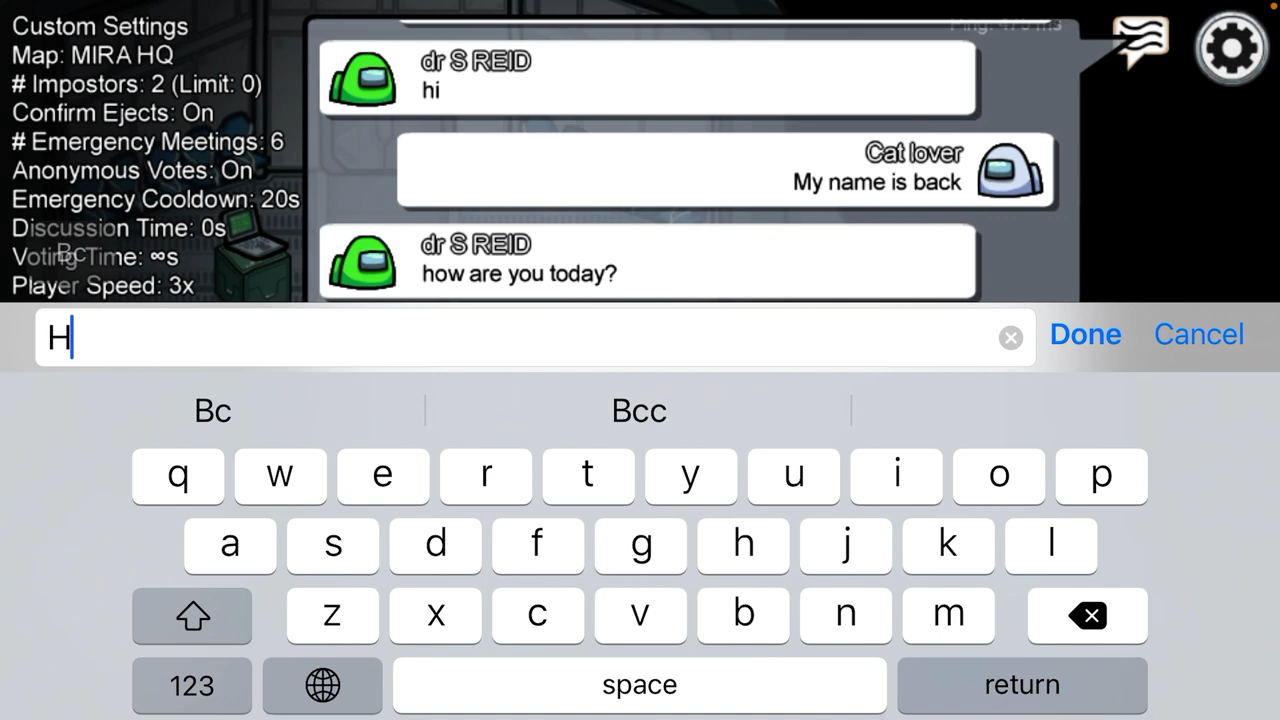 Custom Settings
Map: MIRA HQ
# Impostors: 2 (Limit: 0)
Confirm Ejects: On
# Emergency Meetings: 6
Anonymous Votes: On
Emergency Cooldown: 20s
Discussion Time: 0s
Bc
Voting Time: ∞s
Player Speed: 3x
dr S REID
hi
Cat lover
My name is back
dr S REID
how are you today?
H
Done
Cancel
Bc
Bcc
q w e r t y u i o p
a s d f g h j k l
z x c v b n m
123
space
return